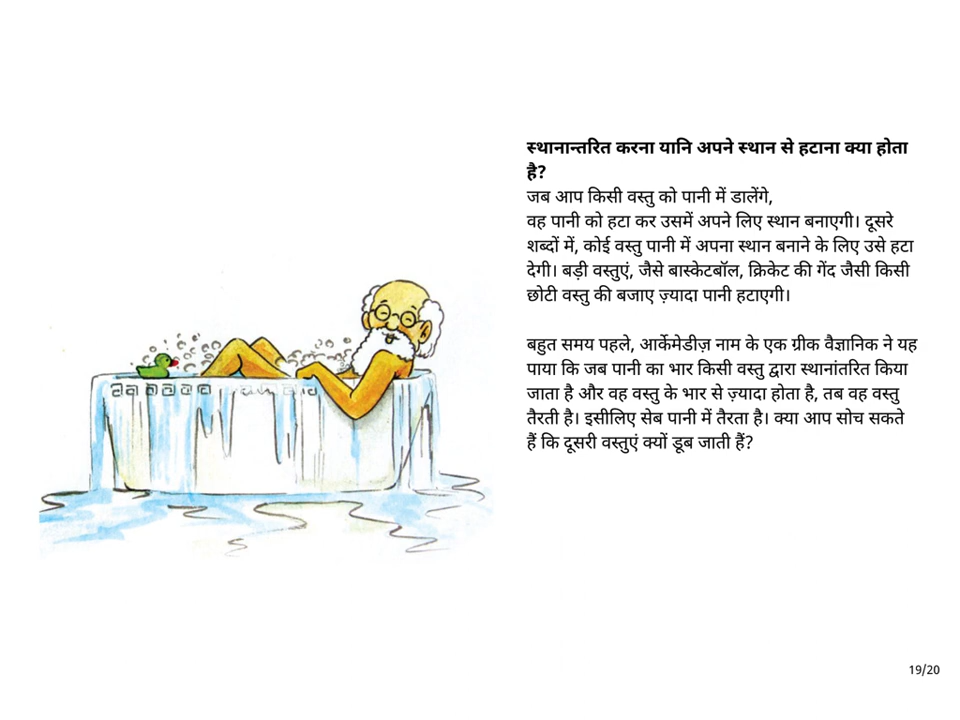 स्थानान्तरित करना यानि अपने स्थान से हटाना क्या होता
है?
जब आप किसी वस्तु को पानी में डालेंगे,
वह पानी को हटा कर उसमें अपने लिए स्थान बनाएगी। दूसरे
शब्दों में, कोई वस्तु पानी में अपना स्थान बनाने के लिए उसे हटा
देगी। बड़ी वस्तुएं, जैसे बास्केटबॉल, क्रिकेट की गेंद जैसी किसी
छोटी वस्तु की बजाए ज़्यादा पानी हटाएगी।
बहुत समय पहले, आर्केमेडीज़ नाम के एक ग्रीक वैज्ञानिक ने यह
पाया कि जब पानी का भार किसी वस्तु द्वारा स्थानांतरित किया
जाता है और वह वस्तु के भार से ज़्यादा होता है, तब वह वस्तु
तैरती है। इसीलिए सेब पानी में तैरता है। क्या आप सोच सकते
हैं कि दूसरी वस्तुएं क्यों डूब जाती हैं?
19/20